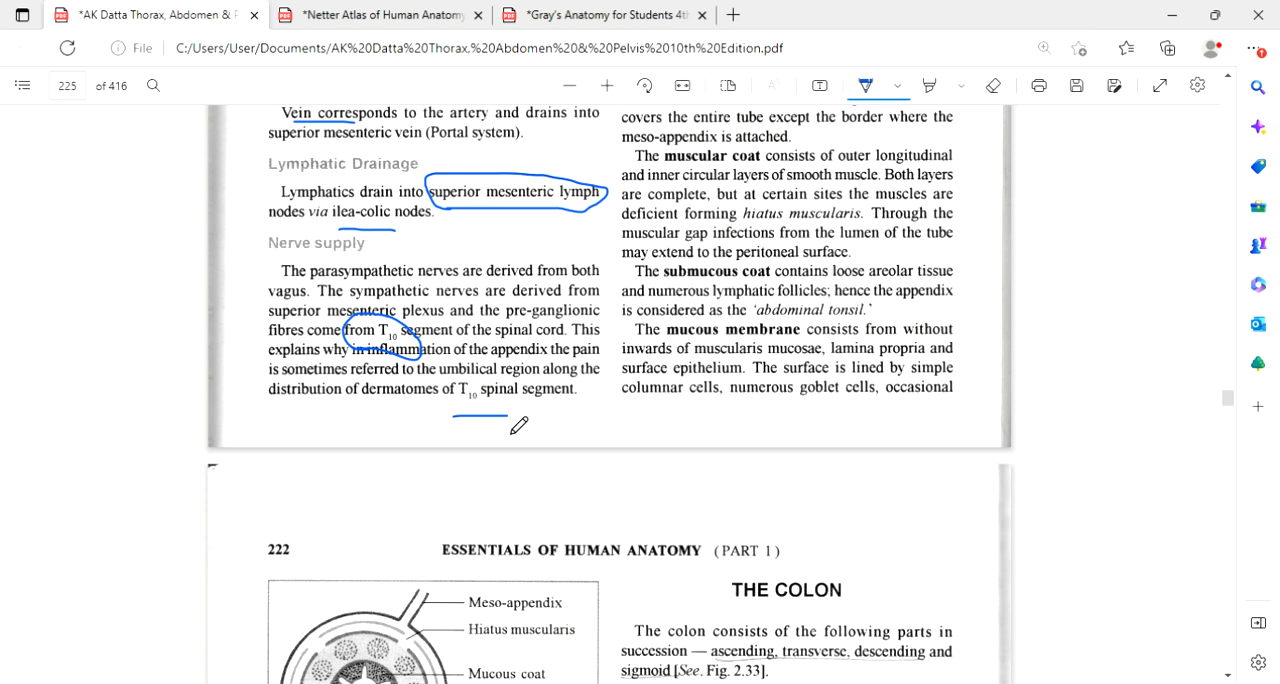 *AK Datta Thorax, Abdomen & P
*Netter Atlas of Human Anatomy
*Gray's Anatomy for Students 4th
File
C:/Users/User/Documents/AK%20Datta%20Thorax.%20Abdomen%20&%20Pelvis%2010th%20Edition.pdf
225 of 416
Vein corresponds to the artery and drains into
superior mesenteric vein (Portal system).
Lymphatic Drainage
Lymphatics drain into superior mesenteric lymph
nodes via ilea-colic nodes.
Nerve supply
The parasympathetic nerves are derived from both
vagus. The sympathetic nerves are derived from
superior mesenteric plexus and the pre-ganglionic
fibres come from T10 segment of the spinal cord. This
explains why in inflammation of the appendix the pain
is sometimes referred to the umbilical region along the
distribution of dermatomes of T10 spinal segment.
covers the entire tube except the border where the
meso-appendix is attached.
The muscular coat consists of outer longitudinal
and inner circular layers of smooth muscle. Both layers
are complete, but at certain sites the muscles are
deficient forming hiatus muscularis. Through the
muscular gap infections from the lumen of the tube
may extend to the peritoneal surface.
The submucous coat contains loose areolar tissue
and numerous lymphatic follicles; hence the appendix
is considered as the 'abdominal tonsil.'
The mucous membrane consists from without
inwards of muscularis mucosae, lamina propria and
surface epithelium. The surface is lined by simple
columnar cells, numerous goblet cells, occasional
222
ESSENTIALS OF HUMAN ANATOMY (PART 1)
Meso-appendix
Hiatus muscularis
Mucous coat
THE COLON
The colon consists of the following parts in
succession — ascending, transverse, descending and
sigmoid [See. Fig. 2.33].